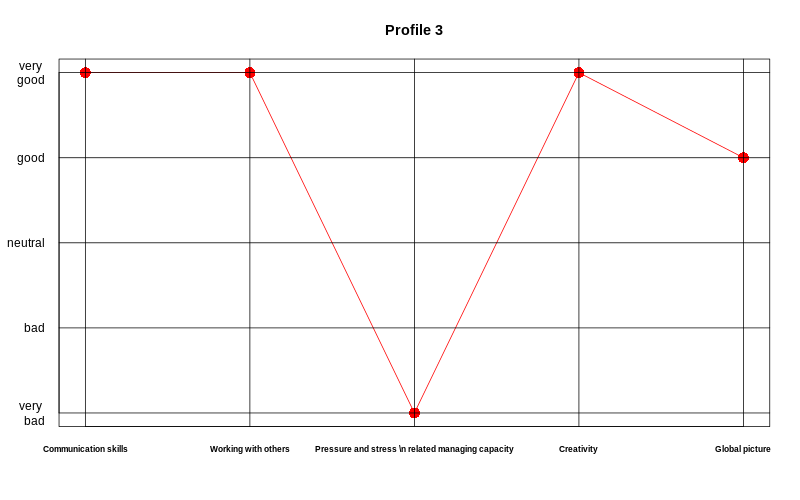 Profile 3
very
good
good
neutral
bad
very
bad
Communication skills
Working with others
Pressure and stress \n related managing capacity
Creativity
Global picture